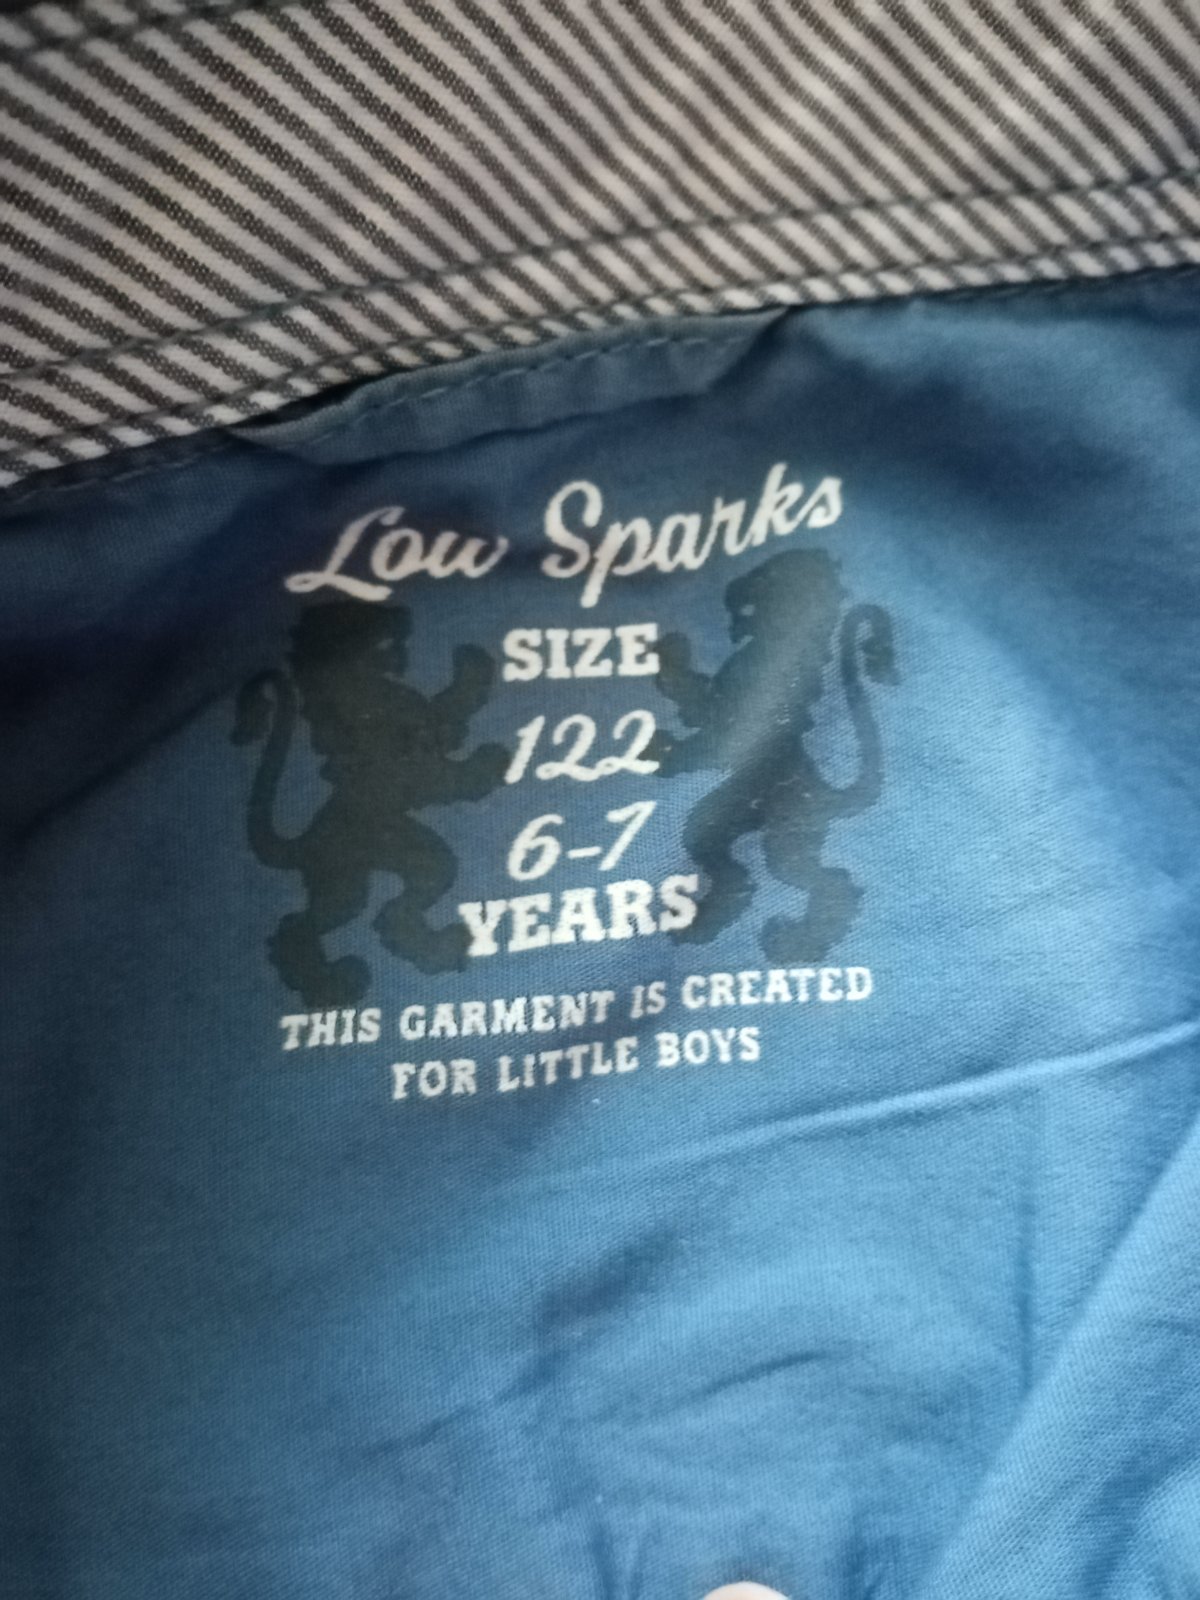 Low Sparks
SIZE
122
6-7
YEARS
THIS GARMENT IS CREATED
FOR LITTLE BOYS